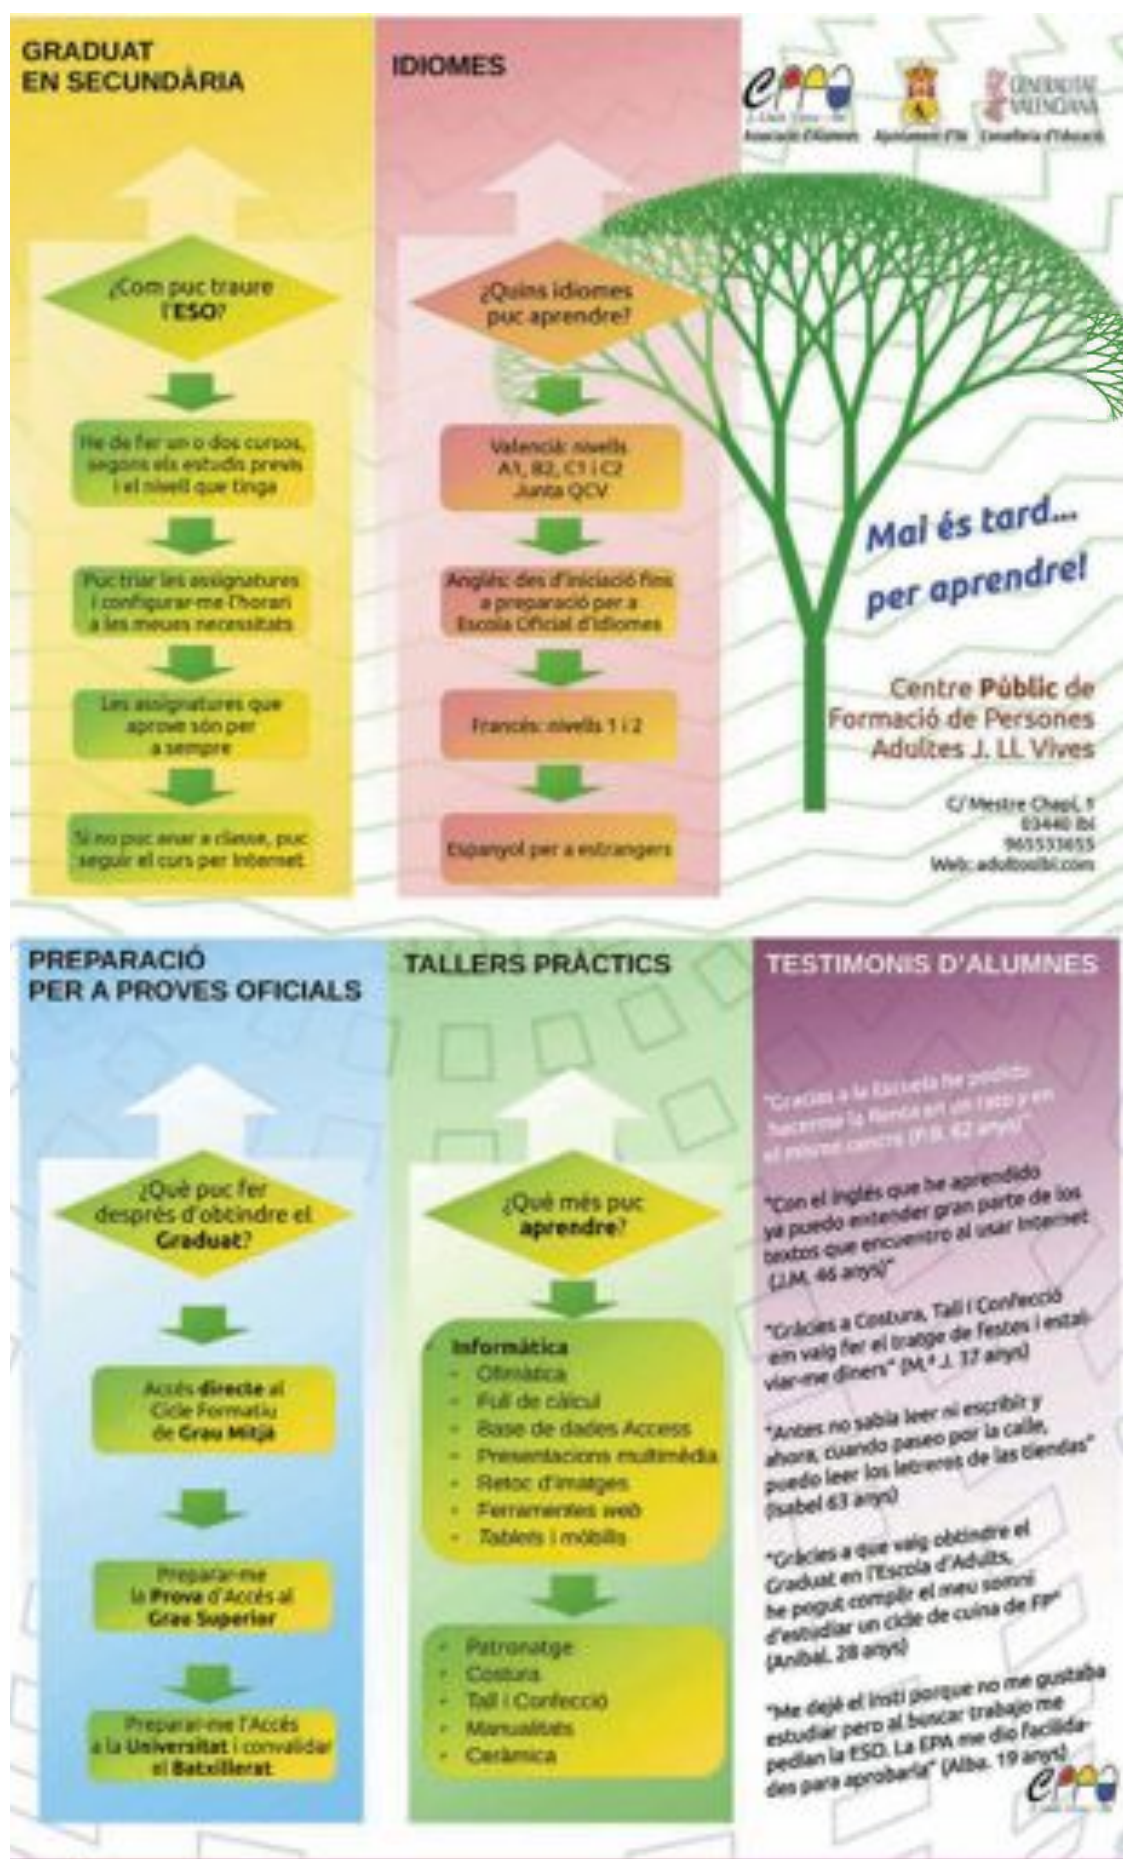 GRADUAT
EN SECUNDÀRIA
¿Com puc traure
l'ESO?
He de fer un o dos cursos,
segons els estudis previs
i el nivell que tinga
Puc triar les assignatures
i configurar-me l'horari
a les meues necessitats
Les assignatures que
aprove són per
a sempre
Si no puc anar a classe, puc
seguir el curs per Internet
IDIOMES
¿Quins idiomes
puc aprendre?
Valencià: nivells
A1, B2, C1 i C2
Junta QCV
Anglés: des d'iniciació fins
a preparació per a
Escola Oficial d'Idiomes
Francés: nivells 1 i 2
Espanyol per a estrangers
Associació d'Alumnes
Ajuntament d'Ibi
GENERALITAT
VALENCIANA
Conselleria d'Educació
Mai és tard...
per aprendre!
Centre Públic de
Formació de Persones
Adultes J. Ll. Vives
C/ Mestre Chapí, 1
03440 Ibi
965533655
Web: adultosibi.com
PREPARACIÓ
PER A PROVES OFICIALS
¿Què puc fer
després d'obtindre el
Graduat?
Accés directe al
Cicle Formatiu
de Grau Mitjà
Preparar-me
la Prova d'Accés al
Grau Superior
Preparar-me l'Accés
a la Universitat i convalidar
el Batxillerat
TALLERS PRÀCTICS
¿Què més puc
aprendre?
Informàtica
- Ofimàtica
- Full de càlcul
- Base de dades Access
- Presentacions multimèdia
- Retoc d'imatges
- Ferramentes web
- Tablets i mòbils
- Patronatge
- Costura
- Tall i Confecció
- Manualitats
- Ceràmica
TESTIMONIS D'ALUMNES
"Gracias a la Escuela he podido
hacerme la Renta en un rato y en
el mismo centro (P.B. 62 anys)"
"Con el inglés que he aprendido
ya puedo entender gran parte de los
textos que encuentro al usar Internet
(J.M. 46 anys)"
"Gràcies a Costura, Tall i Confecció
em vaig fer el tratge de festes i estal-
viar-me diners" (M.ª J. 37 anys)
"Antes no sabía leer ni escribir y
ahora, cuando paseo por la calle,
puedo leer los letreros de las tiendas"
(Isabel 63 anys)
"Gràcies a que vaig obtindre el
Graduat en l'Escola d'Adults,
he pogut complir el meu somni
d'estudiar un cicle de cuina de FP"
(Aníbal, 28 anys)
"Me dejé el insti porque no me gustaba
estudiar pero al buscar trabajo me
pedían la ESO. La EPA me dio facilida-
des para aprobarla" (Alba. 19 anys)